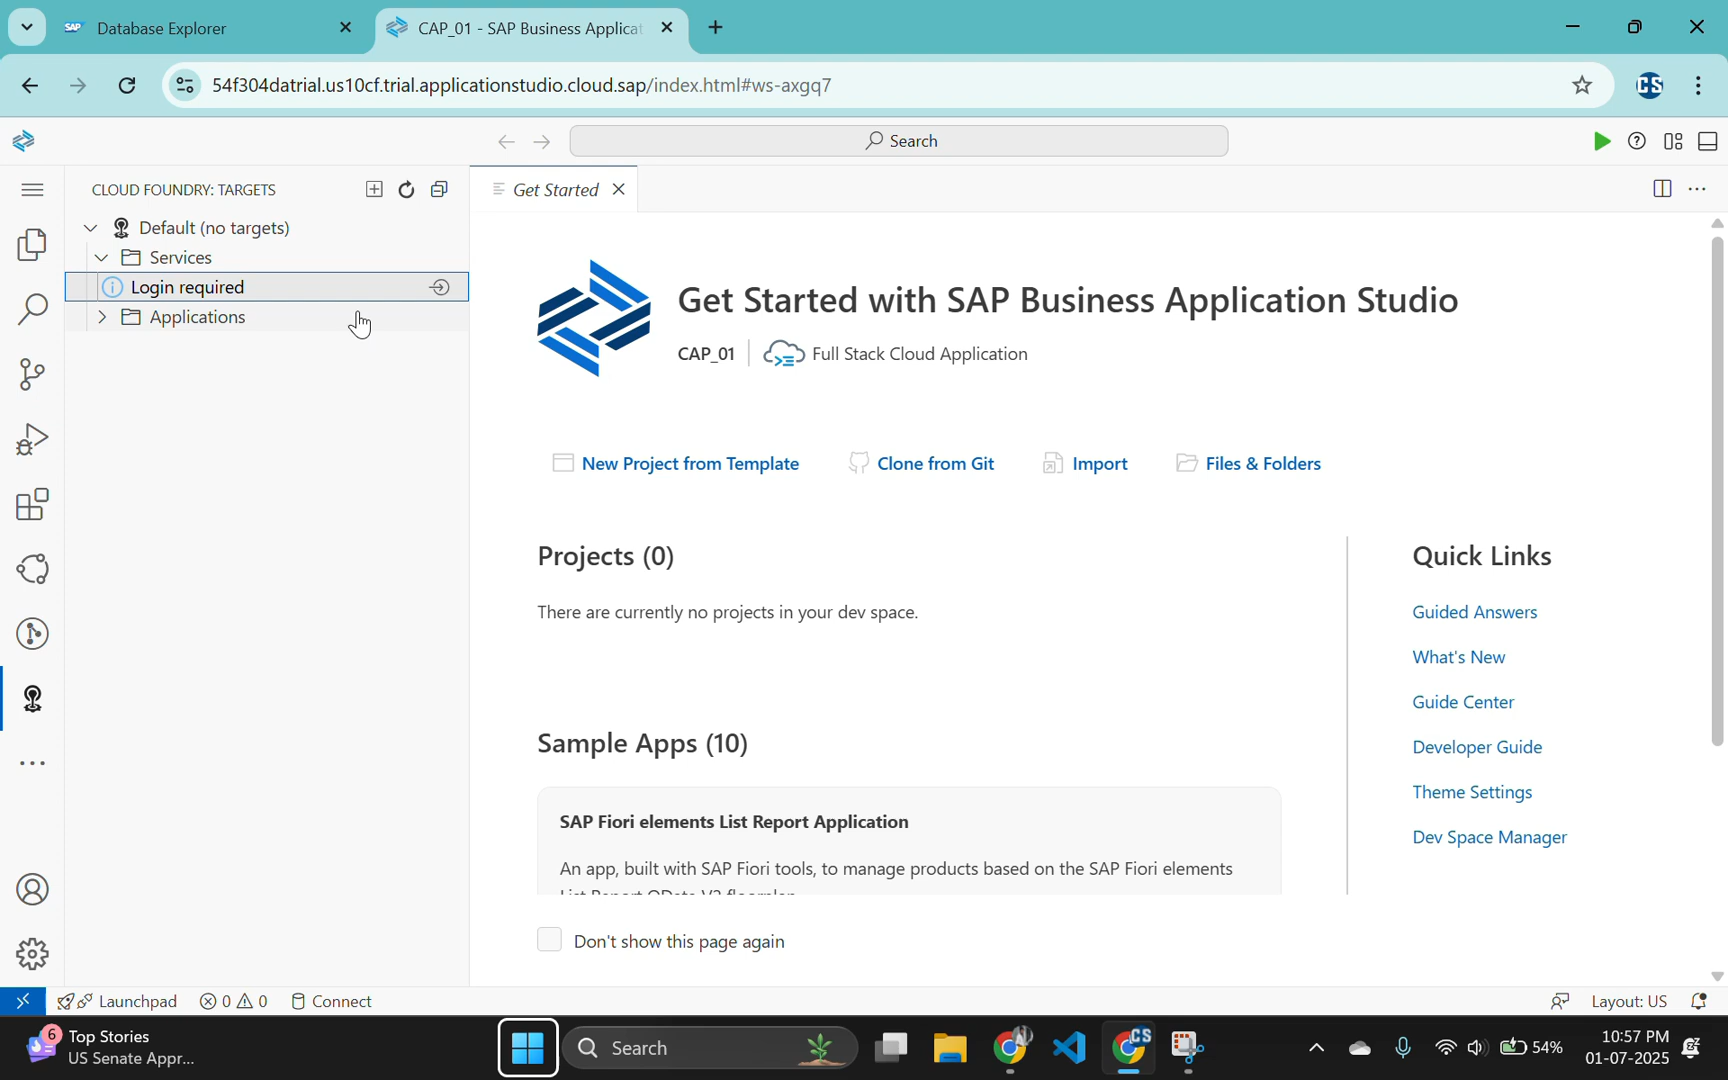 SAP Database Explorer
CAP_01 - SAP Business Applicat
54f304datrial.us10cf.trial.applicationstudio.cloud.sap/index.html#ws-axgq7
CS
Search
CLOUD FOUNDRY: TARGETS
Get Started
Default (no targets)
Services
Login required
Applications
Get Started with SAP Business Application Studio
CAP_01 Full Stack Cloud Application
New Project from Template Clone from Git Import Files & Folders
Projects (0)
There are currently no projects in your dev space.
Sample Apps (10)
SAP Fiori elements List Report Application
An app, built with SAP Fiori tools, to manage products based on the SAP Fiori elements
Don't show this page again
Quick Links
Guided Answers
What's New
Guide Center
Developer Guide
Theme Settings
Dev Space Manager
Launchpad 0 0 Connect
Layout: US
6 Top Stories
US Senate Appr...
Search
CS
54%
10:57 PM
01-07-2025